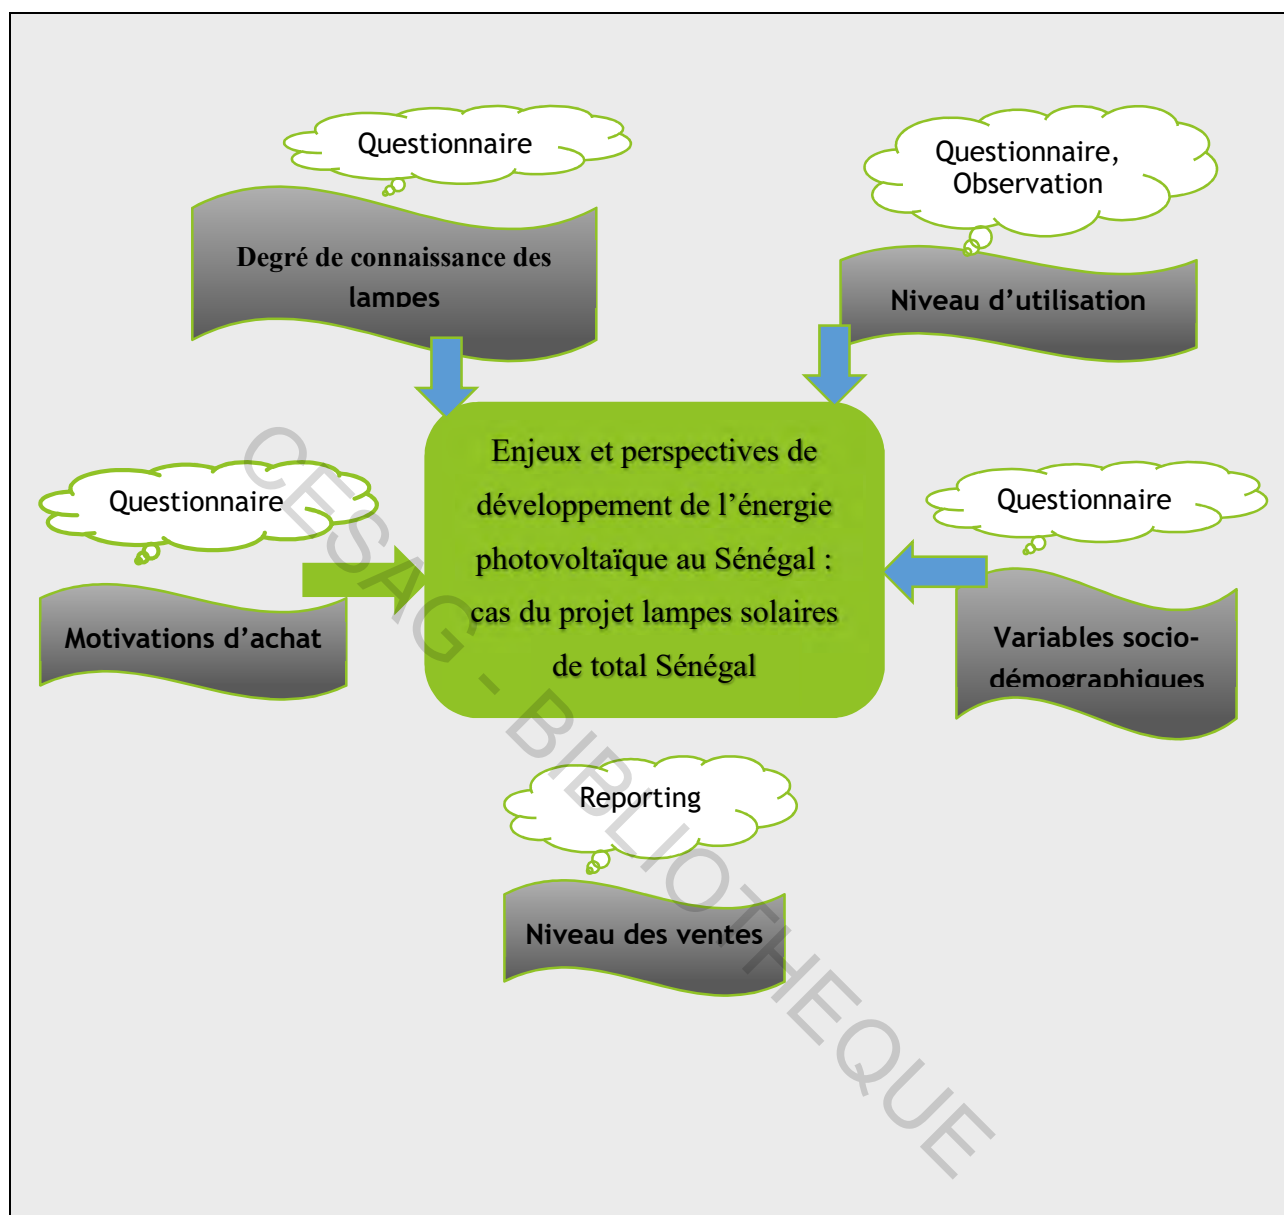 Questionnaire
Questionnaire,
Observation
Degré de connaissance des
lampes
Niveau d’utilisation
Enjeux et perspectives de
développement de l’énergie
photovoltaïque au Sénégal :
cas du projet lampes solaires
de total Sénégal
Questionnaire
Motivations d’achat
Questionnaire
Variables socio-
démographiques
Reporting
Niveau des ventes
CESAG - BIBLIOTHEQUE